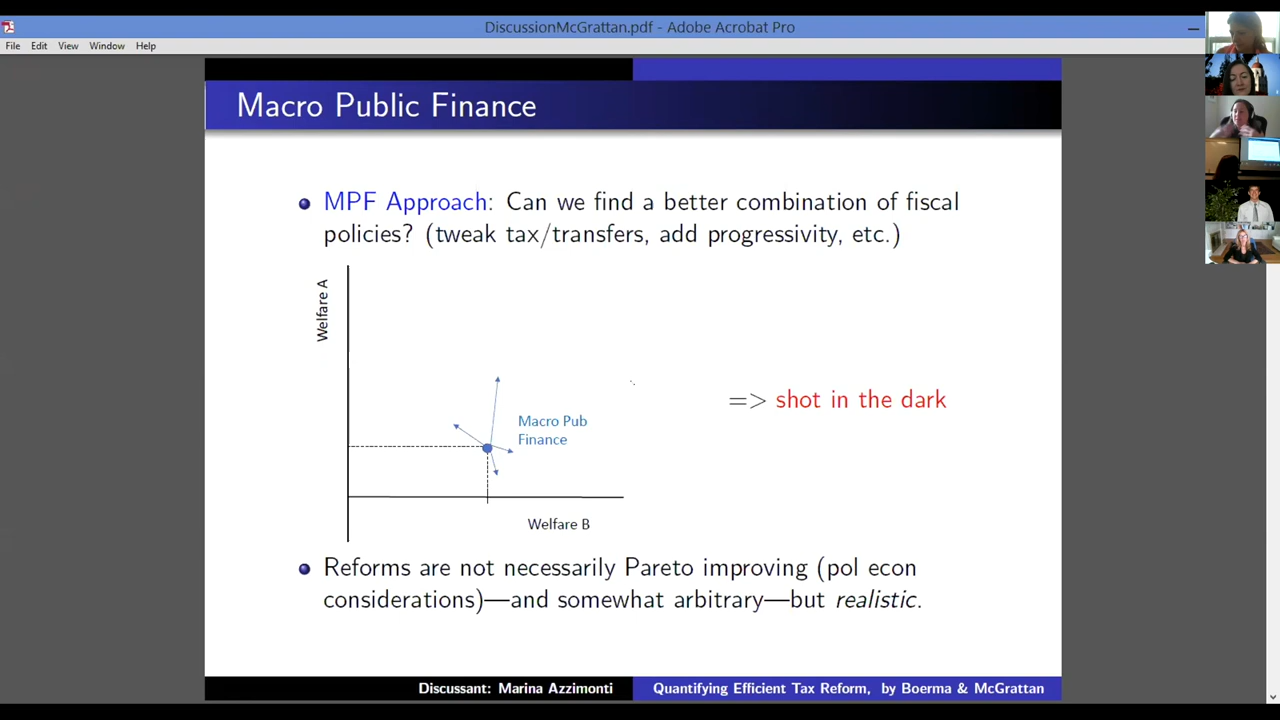 DiscussionMcGrattan.pdf - Adobe Acrobat Pro
File Edit View Window Help
Macro Public Finance
MPF Approach: Can we find a better combination of fiscal
policies? (tweak tax/transfers, add progressivity, etc.)
Welfare A
Macro Pub
Finance
=> shot in the dark
Welfare B
Reforms are not necessarily Pareto improving (pol econ
considerations)—and somewhat arbitrary—but realistic.
Discussant: Marina Azzimonti
Quantifying Efficient Tax Reform, by Boerma & McGrattan